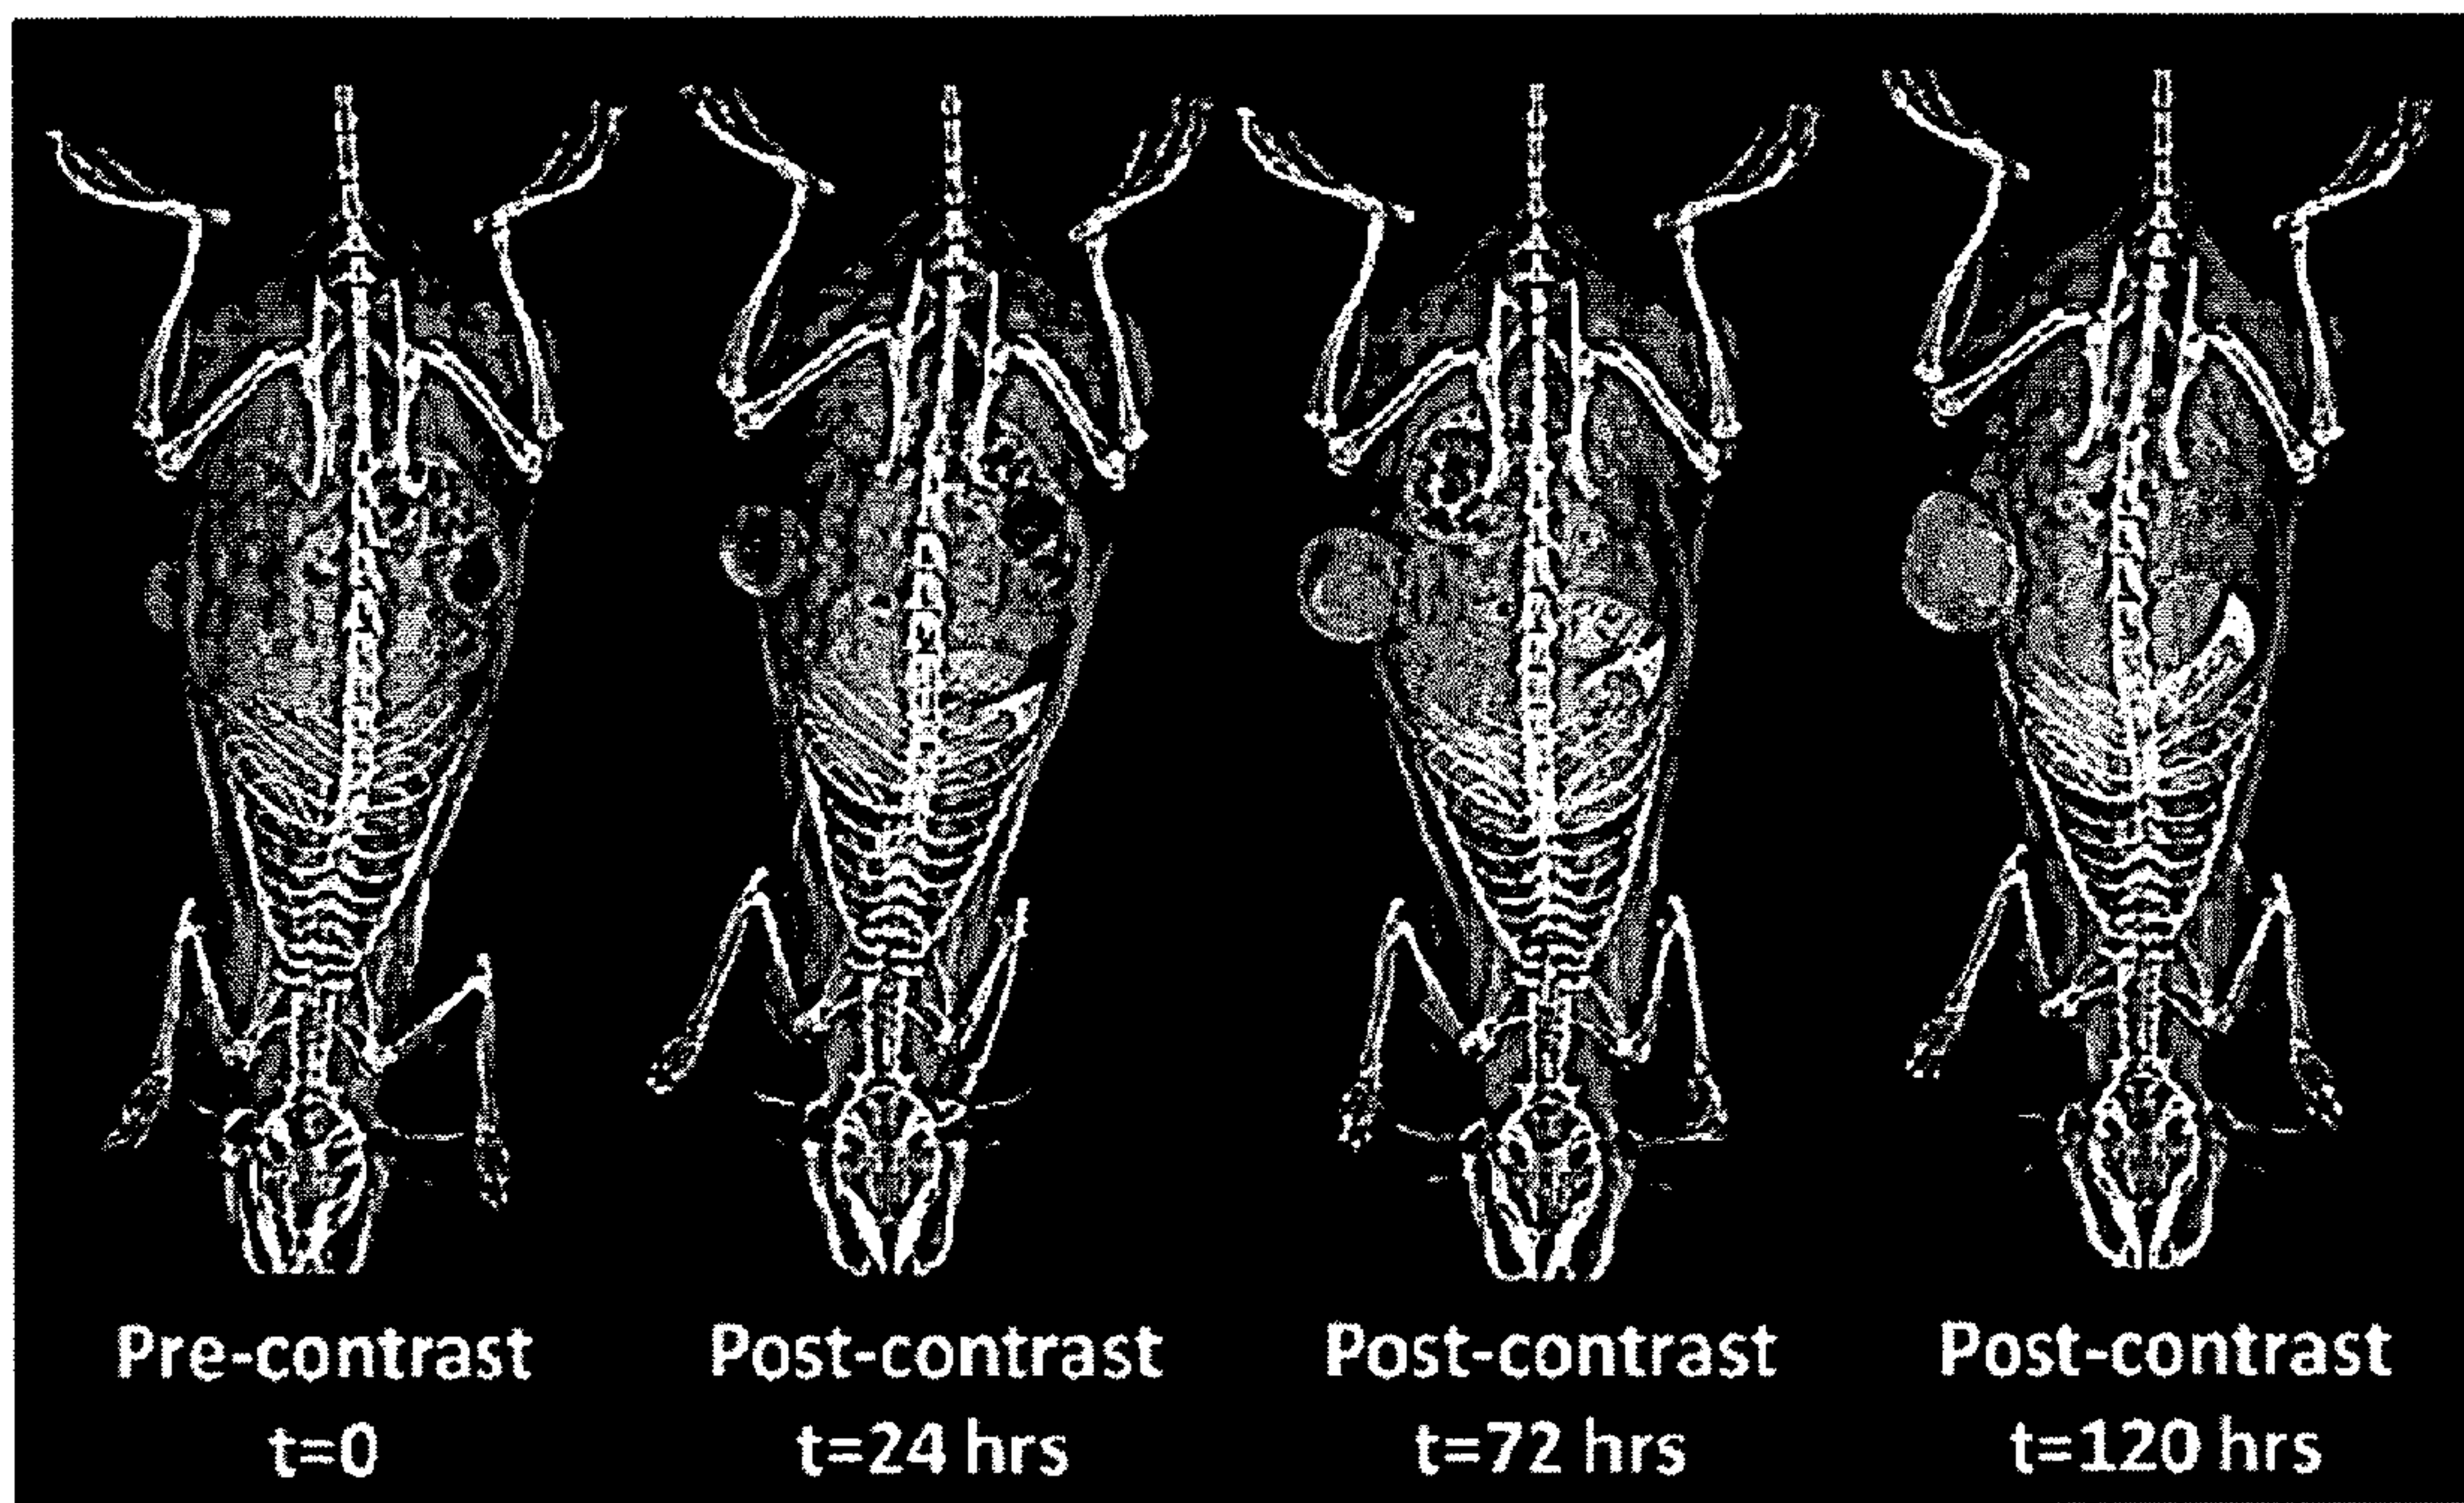 Pre-contrast
t=0
Post-contrast
t=24 hrs
Post-contrast
t=72 hrs
Post-contrast
t=120 hrs